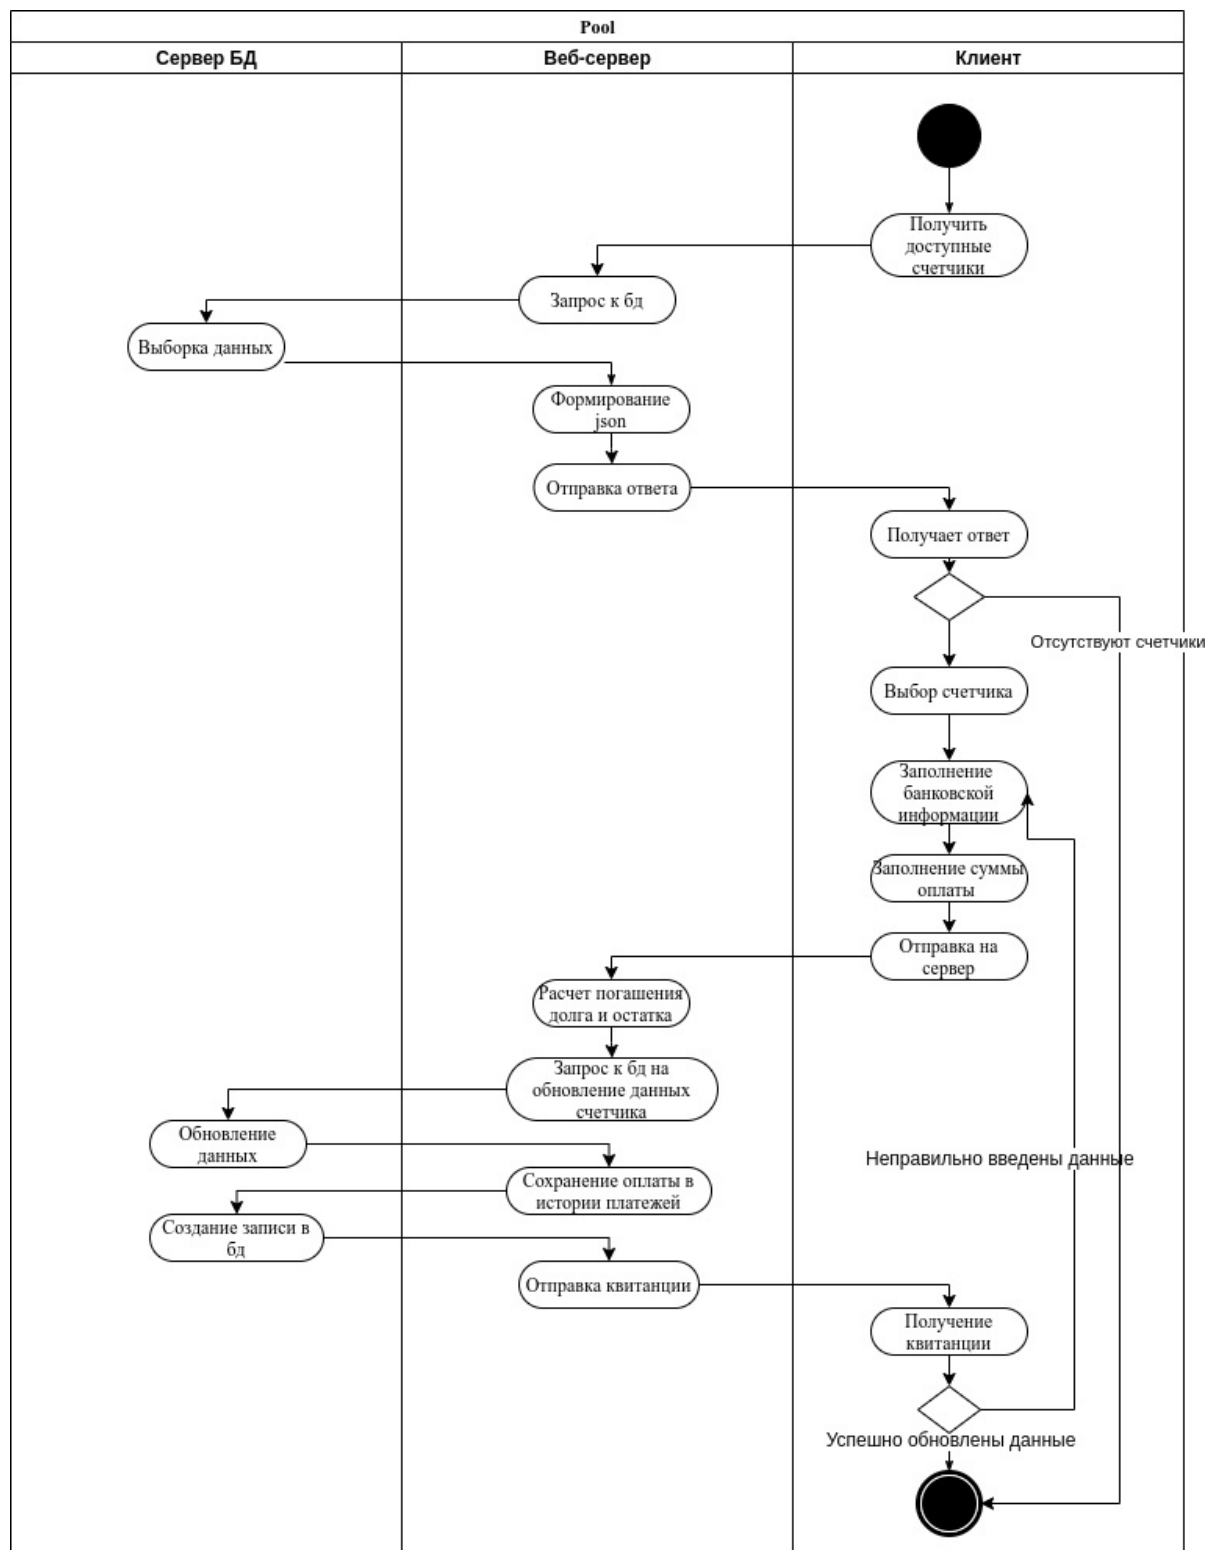 Pool
Сервер БД
Веб-сервер
Клиент
Получить
доступные
счетчики
Запрос к бд
Выборка данных
Формирование
json
Отправка ответа
Получает ответ
Отсутствуют счетчики
Выбор счетчика
Заполнение
банковской
информации
Заполнение суммы
оплаты
Отправка на
сервер
Расчет погашения
долга и остатка
Запрос к бд на
обновление данных
счетчика
Обновление
данных
Неправильно введены данные
Сохранение оплаты в
истории платежей
Создание записи в
бд
Отправка квитанции
Получение
квитанции
Успешно обновлены данные